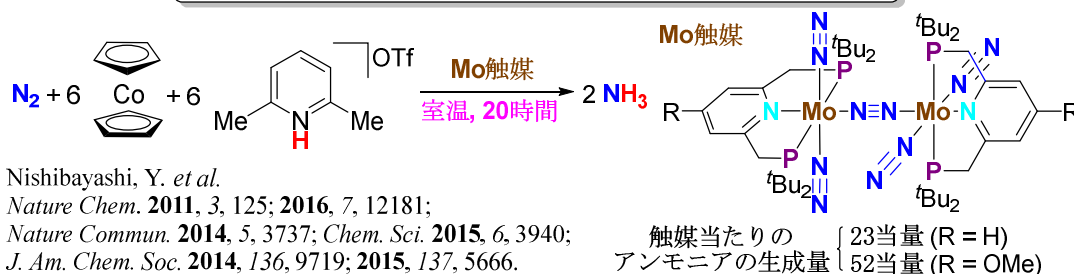 N₂ + 6 Co + 6 Me N H Me ⁠OTf Mo触媒 室温, 20時間 2 NH₃
Mo触媒
N≡N
ᵗBu₂
P
ᵗBu₂
P
N≡N
R N Mo N≡N Mo N R
P
ᵗBu₂
N≡N
N≡N
P
ᵗBu₂
Nishibayashi, Y. et al.
Nature Chem. 2011, 3, 125; 2016, 7, 12181;
Nature Commun. 2014, 5, 3737; Chem. Sci. 2015, 6, 3940;
J. Am. Chem. Soc. 2014, 136, 9719; 2015, 137, 5666.
触媒当たりの
アンモニアの生成量
23当量 (R = H)
52当量 (R = OMe)